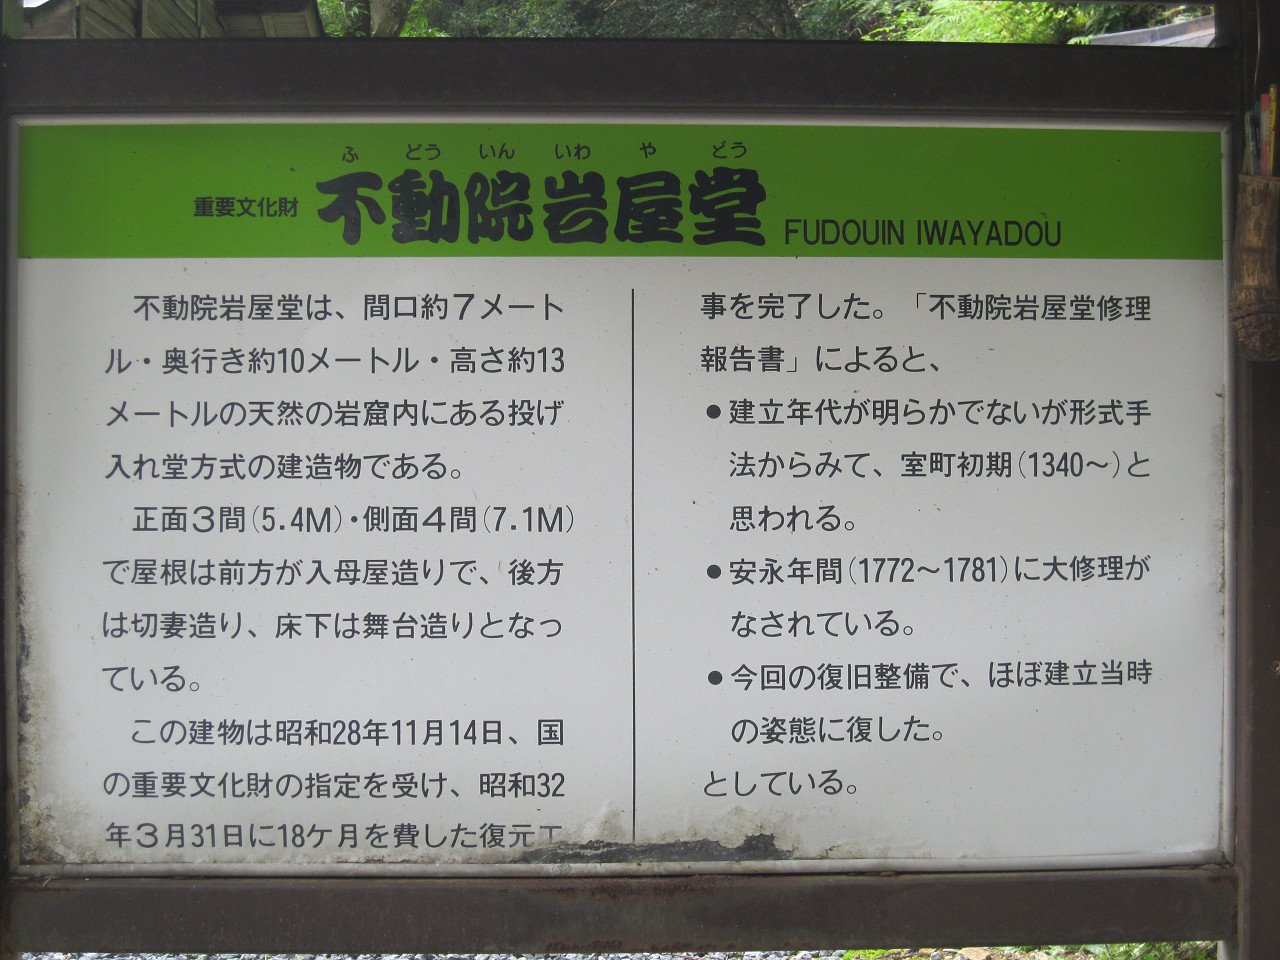 ふ どう いん いわ や どう
重要文化財 不動院岩屋堂 FUDOUIN IWAYADOU
不動院岩屋堂は、間口約7メート
ル・奥行き約10メートル・高さ約13
メートルの天然の岩窟内にある投げ
入れ堂方式の建造物である。
正面3間(5.4M)・側面4間(7.1M)
で屋根は前方が入母屋造りで、後方
は切妻造り、床下は舞台造りとなっ
ている。
この建物は昭和28年11月14日、国
の重要文化財の指定を受け、昭和32
年3月31日に18ケ月を費した復元工
事を完了した。「不動院岩屋堂修理
報告書」によると、
●建立年代が明らかでないが形式手
法からみて、室町初期(1340〜)と
思われる。
●安永年間(1772〜1781)に大修理が
なされている。
●今回の復旧整備で、ほぼ建立当時
の姿態に復した。
としている。